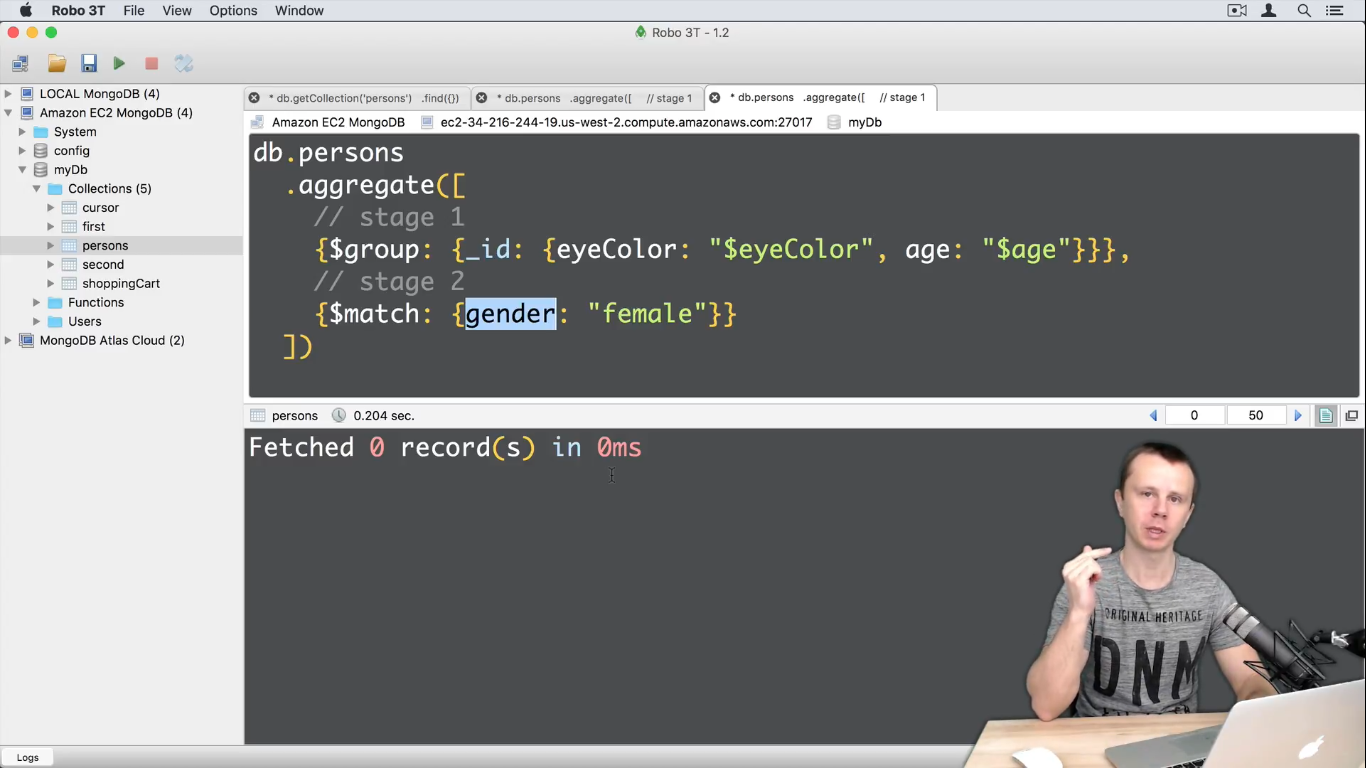 Robo 3T File View Options Window
Robo 3T - 1.2
LOCAL MongoDB (4)
Amazon EC2 MongoDB (4)
System
config
myDb
Collections (5)
cursor
first
persons
second
shoppingCart
Functions
Users
MongoDB Atlas Cloud (2)
* db.getCollection('persons') .find({}) * db.persons .aggregate([ // stage 1 * db.persons .aggregate([ // stage 1
Amazon EC2 MongoDB ec2-34-216-244-19.us-west-2.compute.amazonaws.com:27017 myDb
db.persons
.aggregate([
// stage 1
{$group: {_id: {eyeColor: "$eyeColor", age: "$age"}}},
// stage 2
{$match: {gender: "female"}}
])
persons 0.204 sec. 0 50
Fetched 0 record(s) in 0ms
ORIGINAL HERITAGE
DNM
Logs